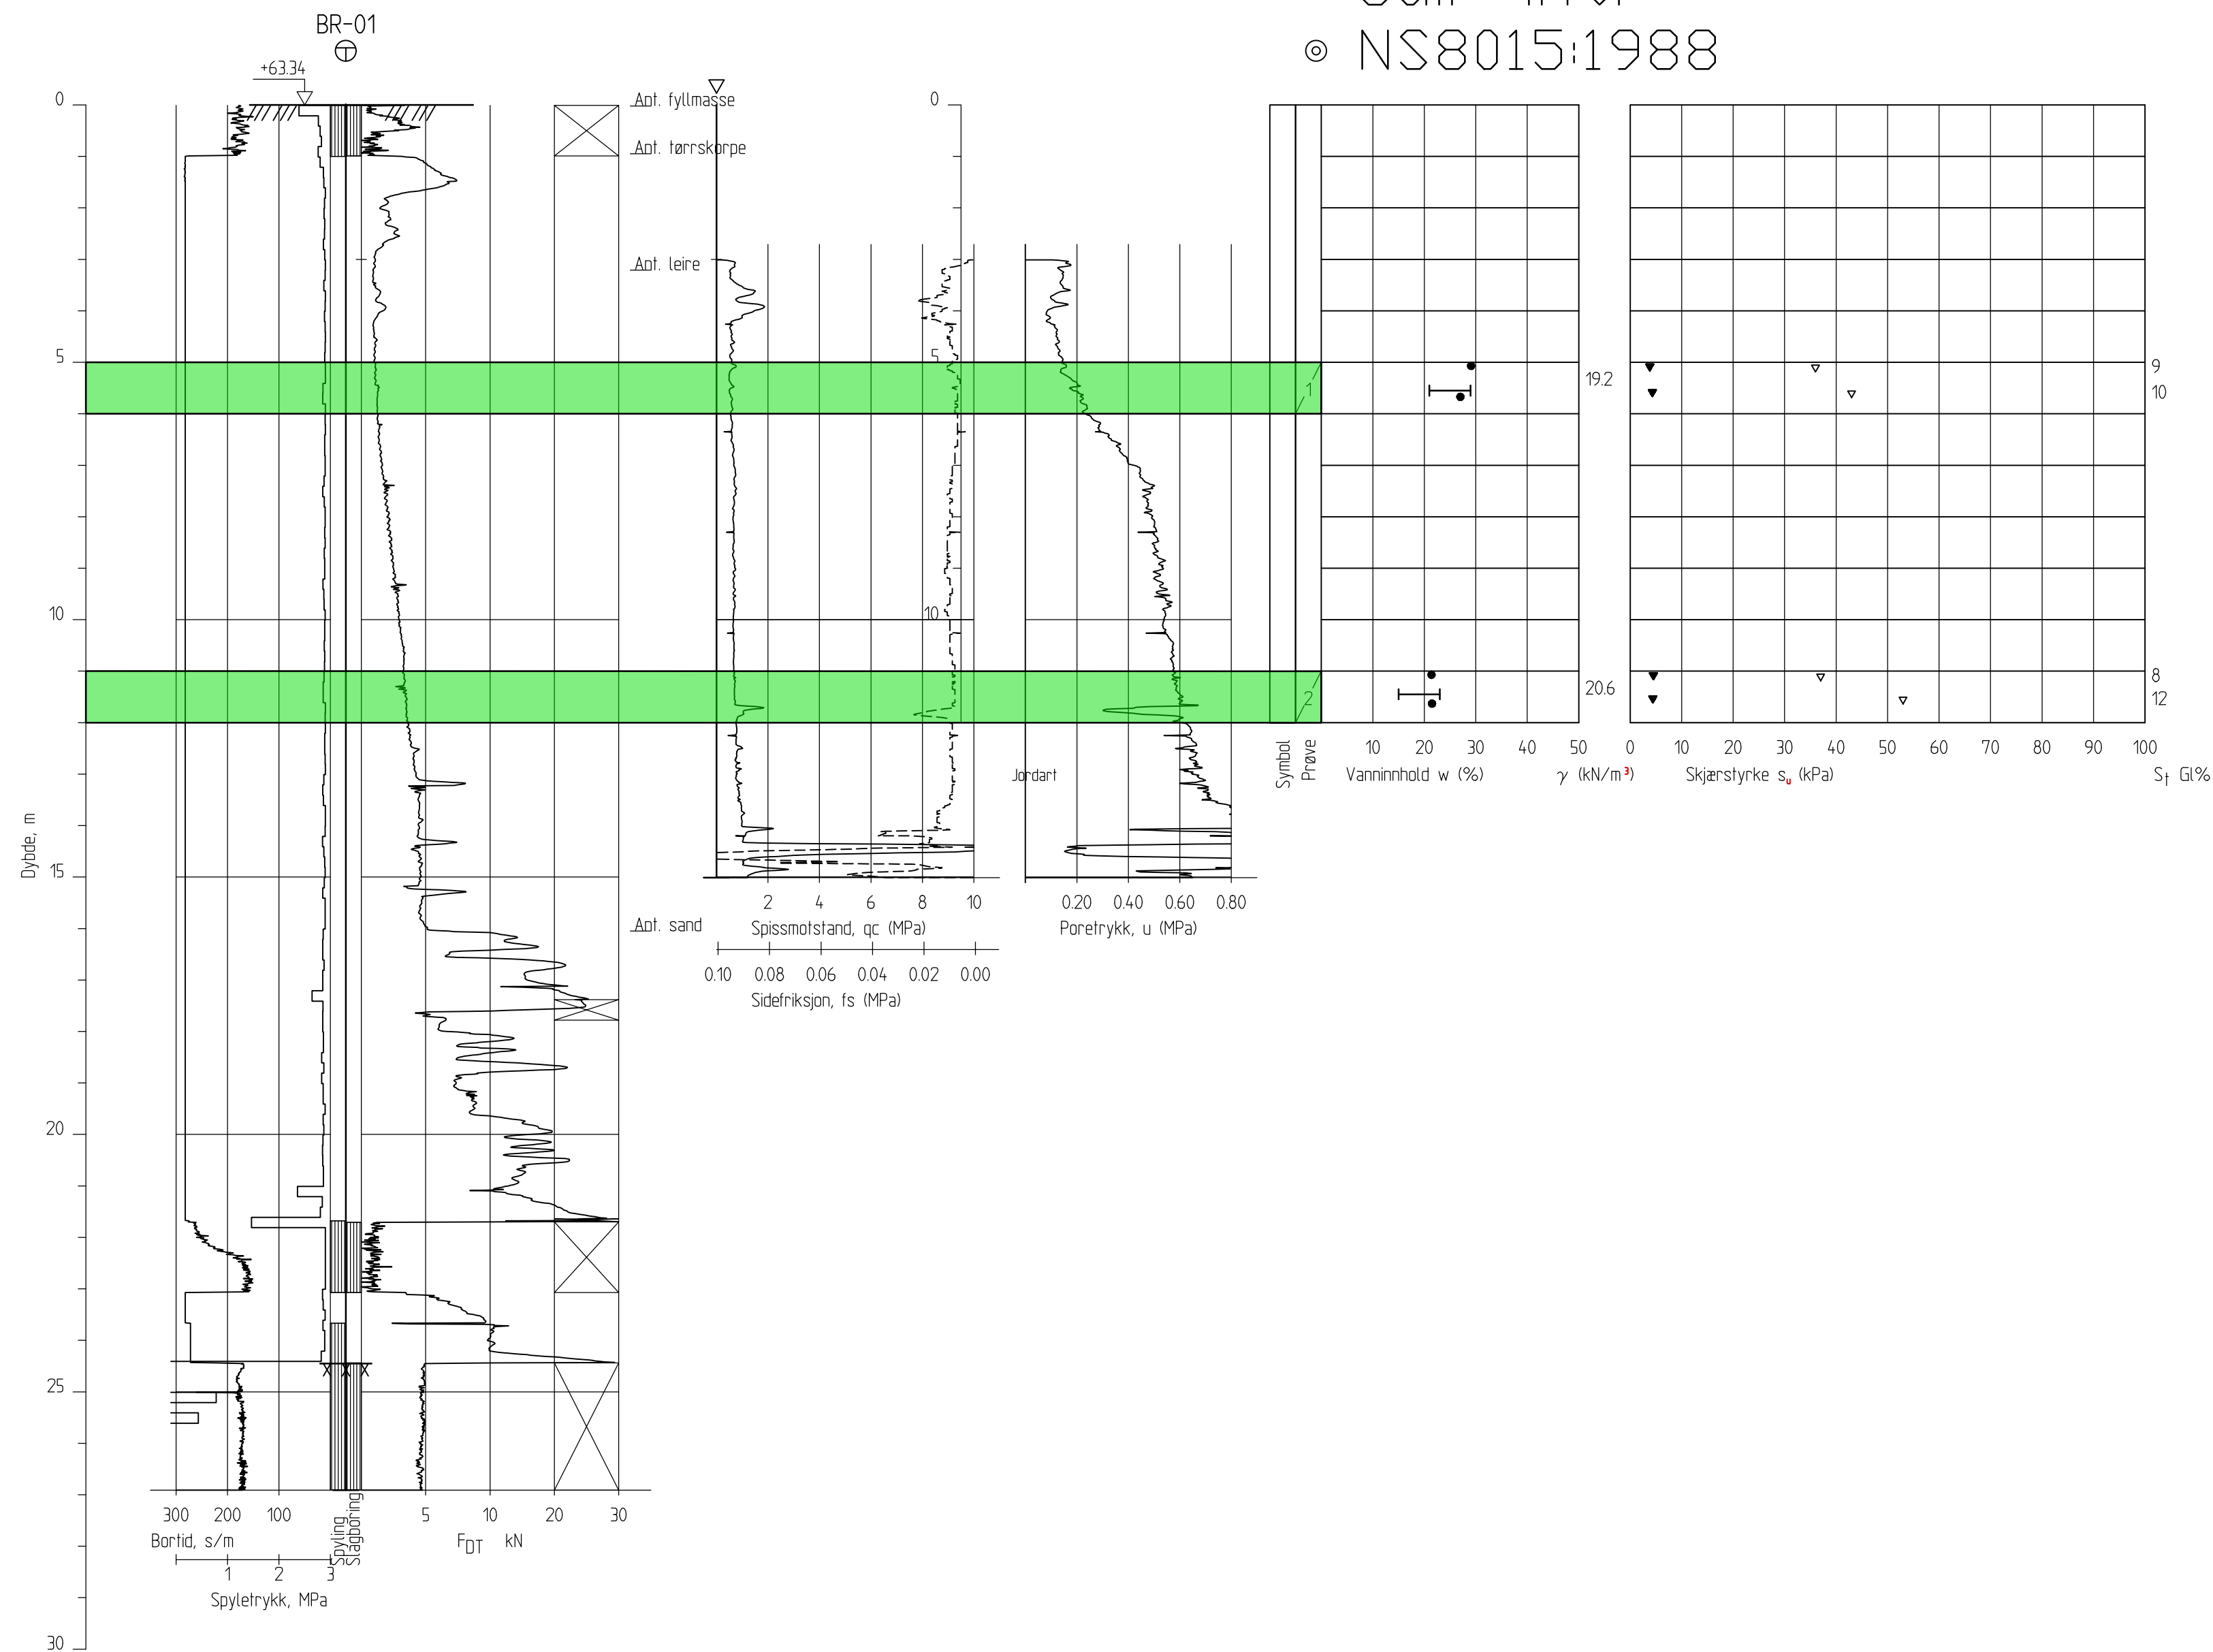 BR-01
NS8015:1988
+63.34
0
Ant. fyllmasse
0
Ant. tørrskorpe
Ant. leire
5
5
9
1
19.2
10
10
10
8
2
20.6
12
Symbol
Prøve
10 20 30 40 50
0 10 20 30 40 50 60 70 80 90 100
Jordart
Vanninnhold w (%)
γ (kN/m³)
Skjærstyrke su (kPa)
St Gl%
Dybde, m
15
2 4 6 8 10
0.20 0.40 0.60 0.80
Ant. sand
Spissmotstand, qc (MPa)
Poretrykk, u (MPa)
0.10 0.08 0.06 0.04 0.02 0.00
Sidefriksjon, fs (MPa)
20
25
300 200 100
Spyling
Slagboring
5 10 20 30
Bortid, s/m
FDT kN
1 2 3
Spyletrykk, MPa
30